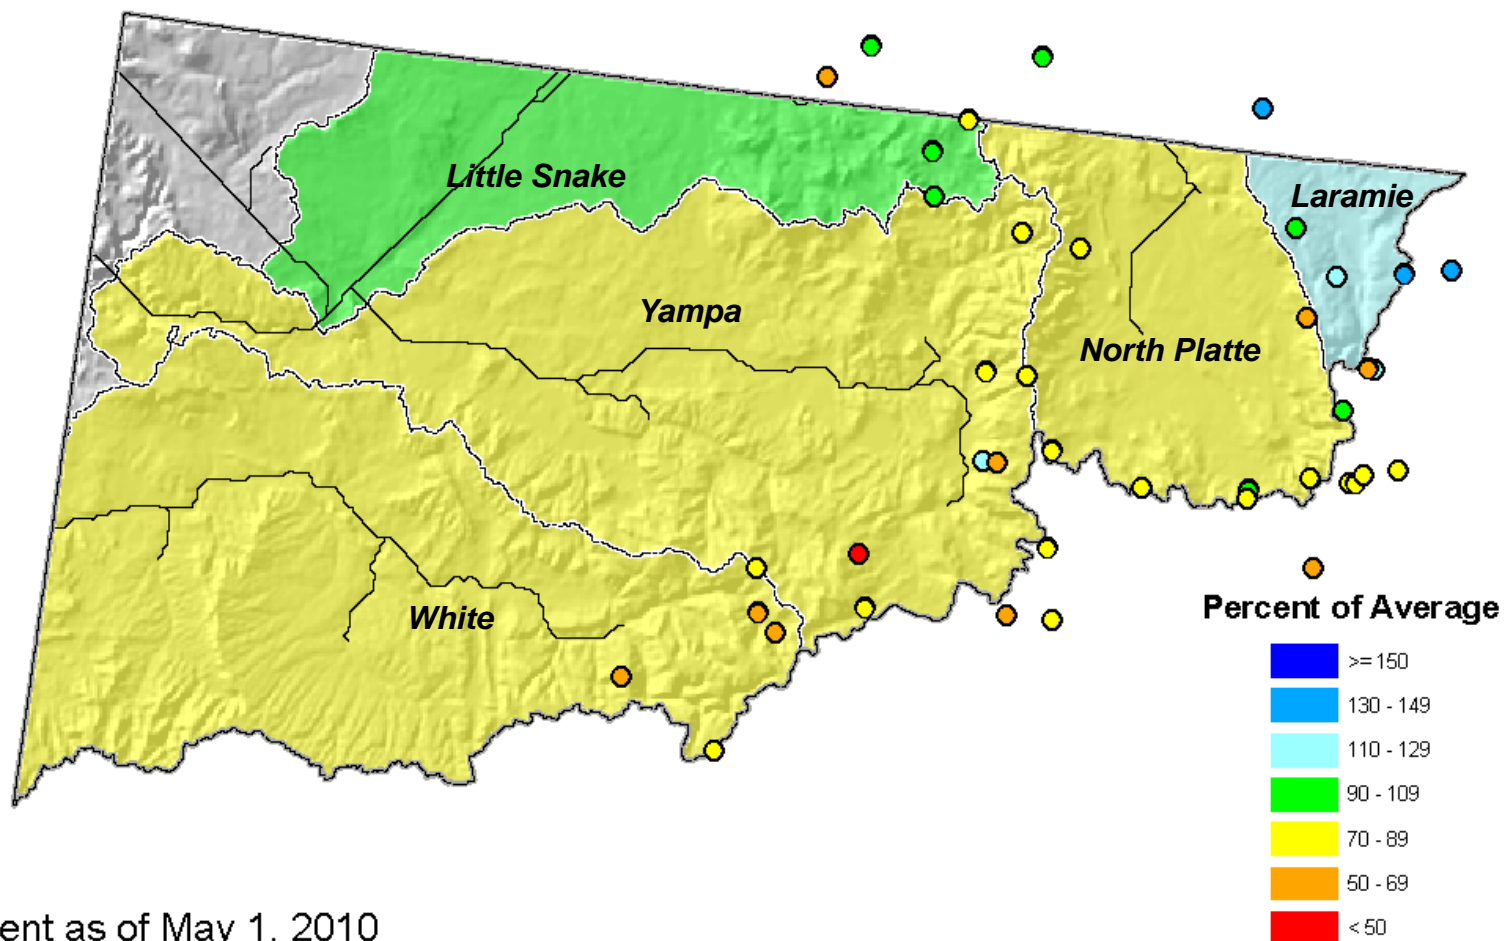 Little Snake
Laramie
Yampa
North Platte
White
Percent of Average
>= 150
130 - 149
110 - 129
90 - 109
70 - 89
50 - 69
< 50
ent as of May 1, 2010